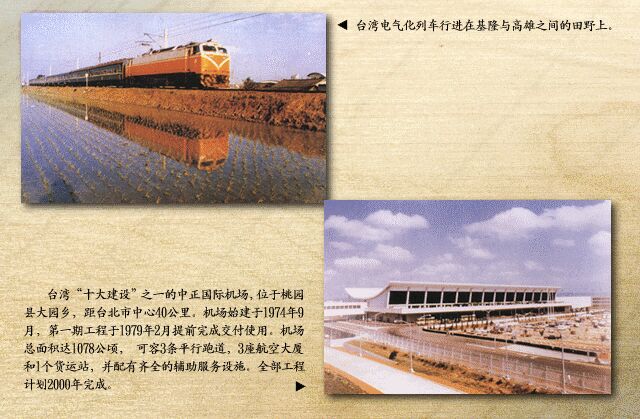 ◀ 台湾电气化列车行进在基隆与高雄之间的田野上。
台湾“十大建设”之一的中正国际机场,位于桃园
县大园乡,距台北市中心40公里。机场始建于1974年9
月,第一期工程于1979年2月提前完成交付使用。机场
总面积达1078公顷, 可容3条平行跑道,3座航空大厦
和1个货运站,并配有齐全的辅助服务设施。全部工程
计划2000年完成。 ▶